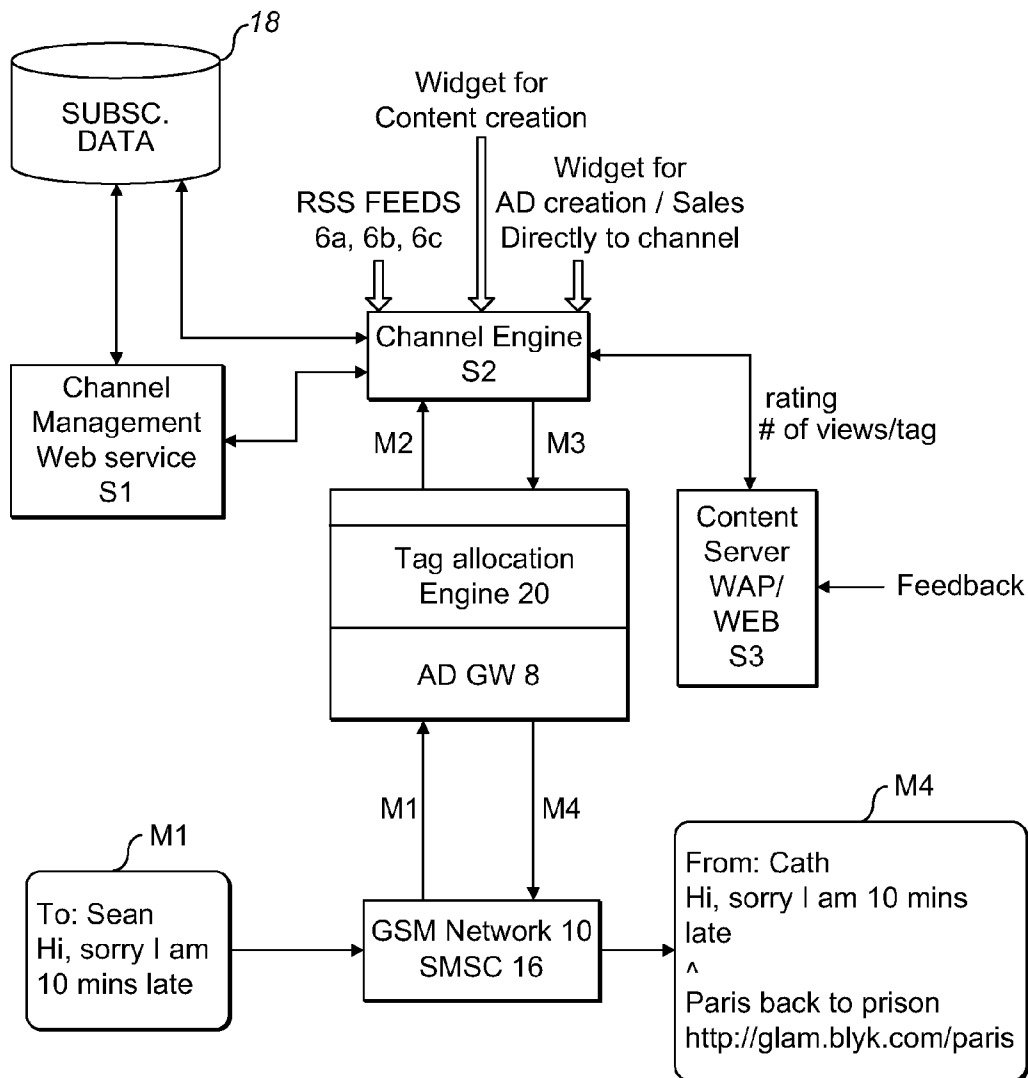 18
SUBSC.
DATA
Widget for
Content creation
Widget for
AD creation / Sales
Directly to channel
RSS FEEDS
6a, 6b, 6c
Channel Engine
S2
Channel
Management
Web service
S1
rating
# of views/tag
M2
M3
Content
Server
WAP/
WEB
S3
Feedback
Tag allocation
Engine 20
AD GW 8
M1
M4
M1
To: Sean
Hi, sorry I am
10 mins late
GSM Network 10
SMSC 16
M4
From: Cath
Hi, sorry I am 10 mins
late
^
Paris back to prison
http://glam.blyk.com/paris